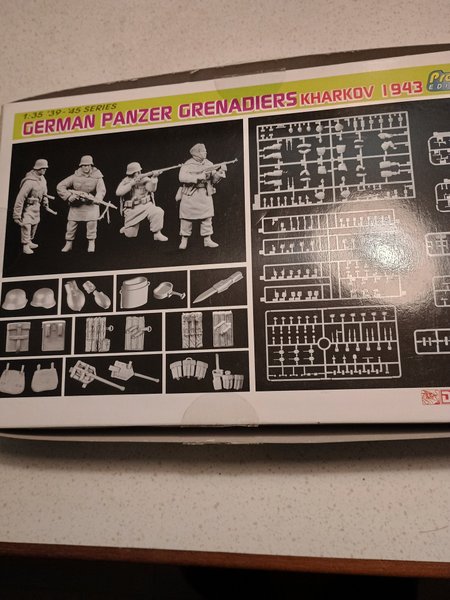 1:35 '39-'45 SERIES
GERMAN PANZER GRENADIERS KHARKOV 1943